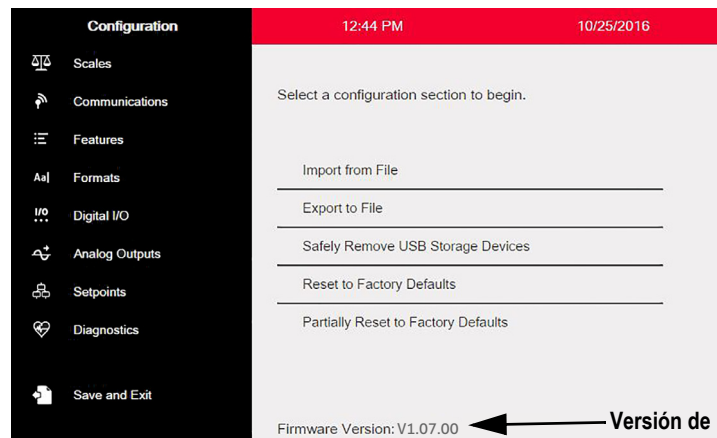 Configuration
12:44 PM
10/25/2016
Scales
Communications
Features
Aa
Formats
I/O
Digital I/O
Analog Outputs
Setpoints
Diagnostics
Save and Exit
Select a configuration section to begin.
Import from File
Export to File
Safely Remove USB Storage Devices
Reset to Factory Defaults
Partially Reset to Factory Defaults
Firmware Version: V1.07.00
Versión de